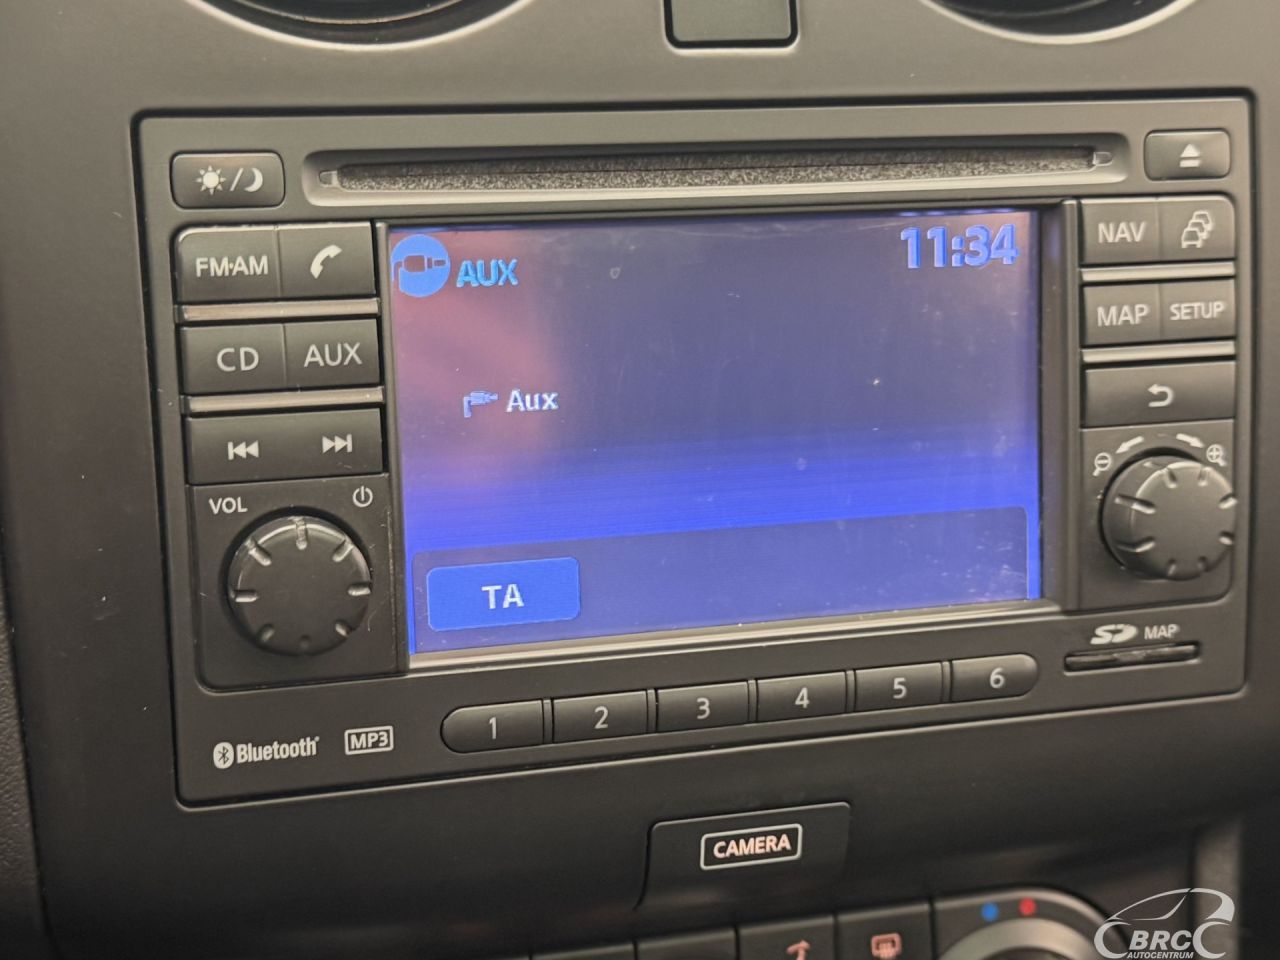 FM·AM
CD
AUX
VOL
AUX
11:34
Aux
TA
NAV
MAP
SETUP
SD MAP
Bluetooth®
MP3
1
2
3
4
5
6
CAMERA
BRC
AUTOCENTRUM